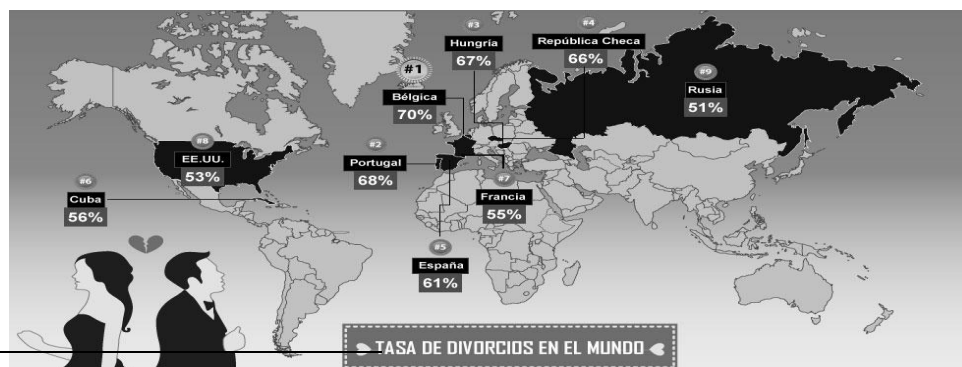 #1
Bélgica
70%
#2
Portugal
68%
#3
Hungría
67%
#4
República Checa
66%
#5
España
61%
#6
Cuba
56%
#7
Francia
55%
#8
EE.UU.
53%
#9
Rusia
51%
TASA DE DIVORCIOS EN EL MUNDO